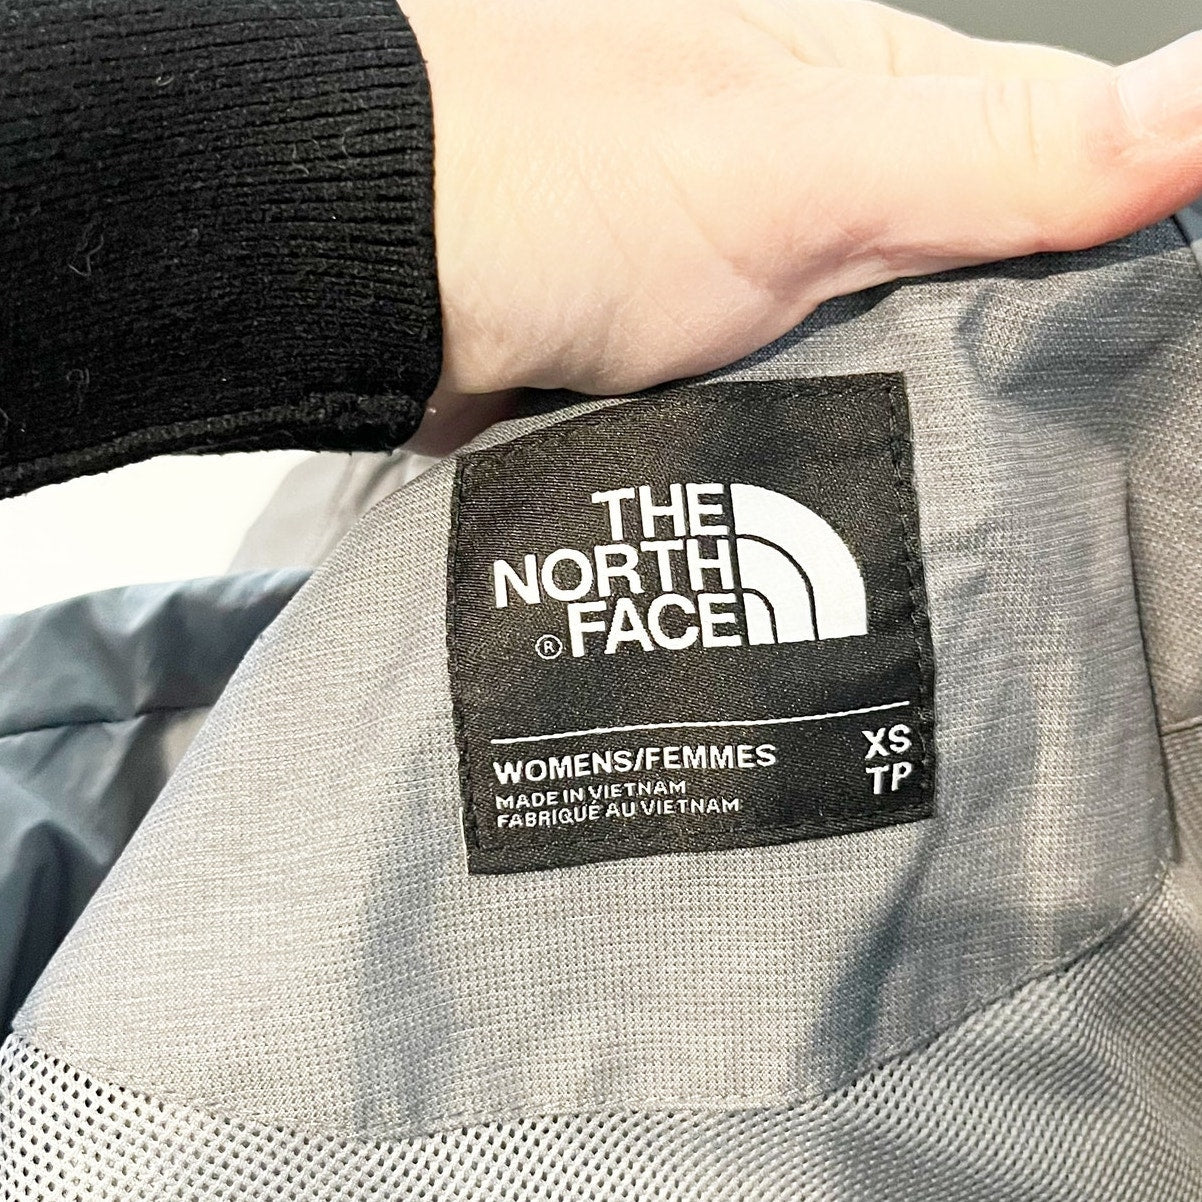 THE
NORTH
® FACE
WOMENS/FEMMES XS
MADE IN VIETNAM TP
FABRIQUÉ AU VIETNAM